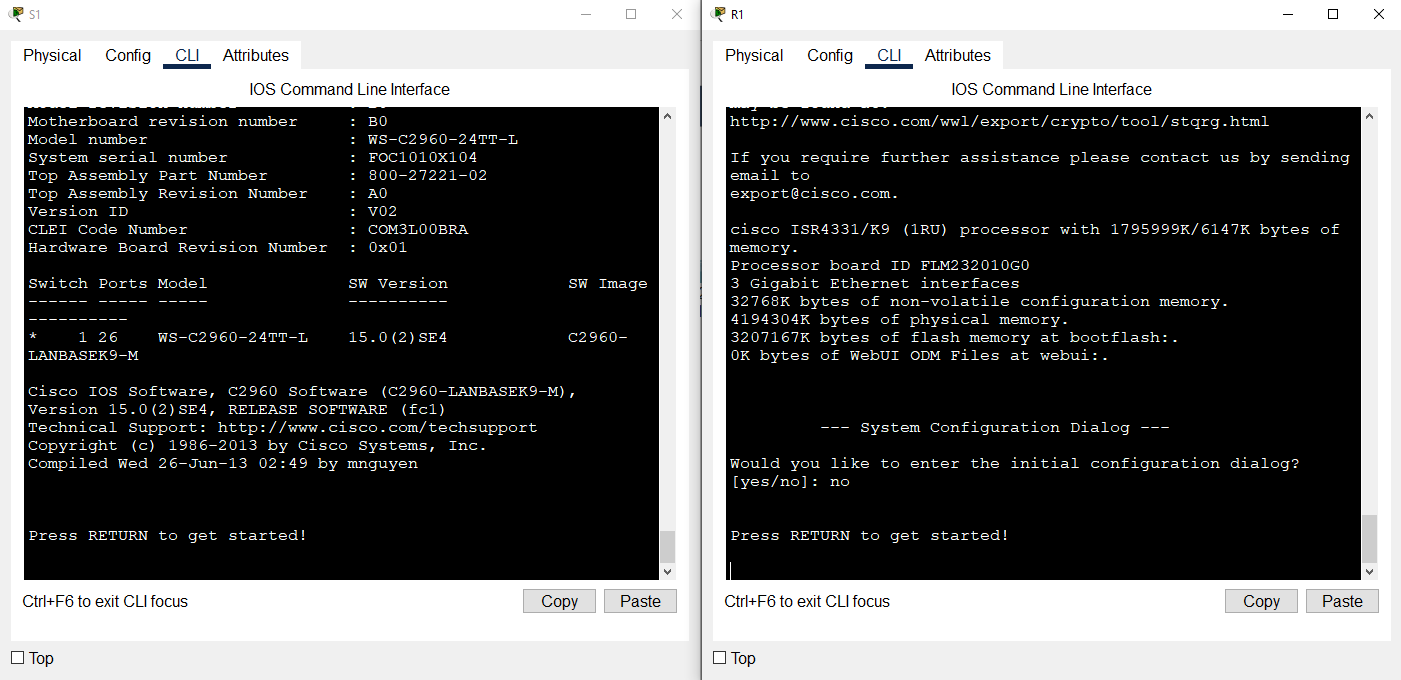 S1
Physical Config CLI Attributes
IOS Command Line Interface
Motherboard revision number : B0
Model number : WS-C2960-24TT-L
System serial number : FOC1010X104
Top Assembly Part Number : 800-27221-02
Top Assembly Revision Number : A0
Version ID : V02
CLEI Code Number : COM3L00BRA
Hardware Board Revision Number : 0x01
Switch Ports Model SW Version SW Image
------ ----- ----- ---------- 
----------
* 1 26 WS-C2960-24TT-L 15.0(2)SE4 C2960-
LANBASEK9-M
Cisco IOS Software, C2960 Software (C2960-LANBASEK9-M),
Version 15.0(2)SE4, RELEASE SOFTWARE (fc1)
Technical Support: http://www.cisco.com/techsupport
Copyright (c) 1986-2013 by Cisco Systems, Inc.
Compiled Wed 26-Jun-13 02:49 by mnguyen
Press RETURN to get started!
Ctrl+F6 to exit CLI focus
Copy Paste
Top
R1
Physical Config CLI Attributes
IOS Command Line Interface
http://www.cisco.com/wwl/export/crypto/tool/stqrg.html
If you require further assistance please contact us by sending
email to
export@cisco.com.
cisco ISR4331/K9 (1RU) processor with 1795999K/6147K bytes of
memory.
Processor board ID FLM232010G0
3 Gigabit Ethernet interfaces
32768K bytes of non-volatile configuration memory.
4194304K bytes of physical memory.
3207167K bytes of flash memory at bootflash:.
0K bytes of WebUI ODM Files at webui:.
--- System Configuration Dialog ---
Would you like to enter the initial configuration dialog?
[yes/no]: no
Press RETURN to get started!
Ctrl+F6 to exit CLI focus
Copy Paste
Top